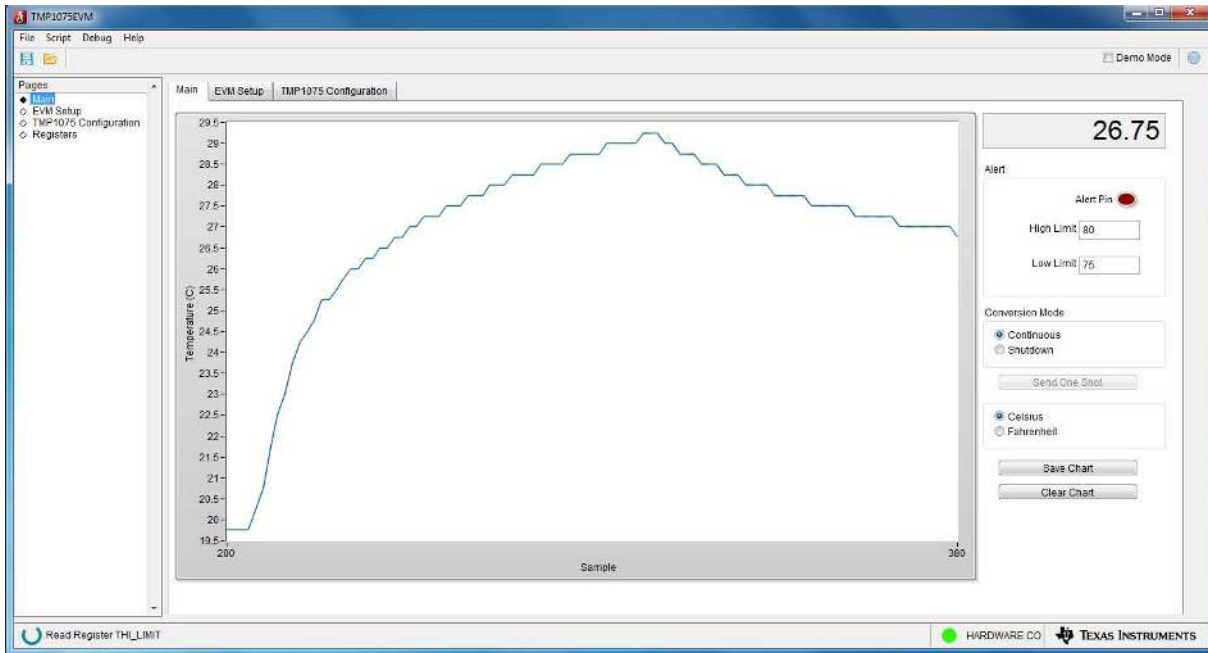 TMP1075EVM
File Script Debug Help
Demo Mode
Pages
Main
EVM Setup
TMP1075 Configuration
Registers
Main EVM Setup TMP1075 Configuration
29.5
29
28.5
28
27.5
27
26.5
26
25.5
25
24.5
24
23.5
23
22.5
22
21.5
21
20.5
20
19.5
Temperature (C)
280
380
Sample
26.75
Alert
Alert Pin
High Limit 80
Low Limit 75
Conversion Mode
Continuous
Shutdown
Send One Shot
Celsius
Fahrenheit
Save Chart
Clear Chart
Read Register THI_LIMIT
HARDWARE CO
TEXAS INSTRUMENTS